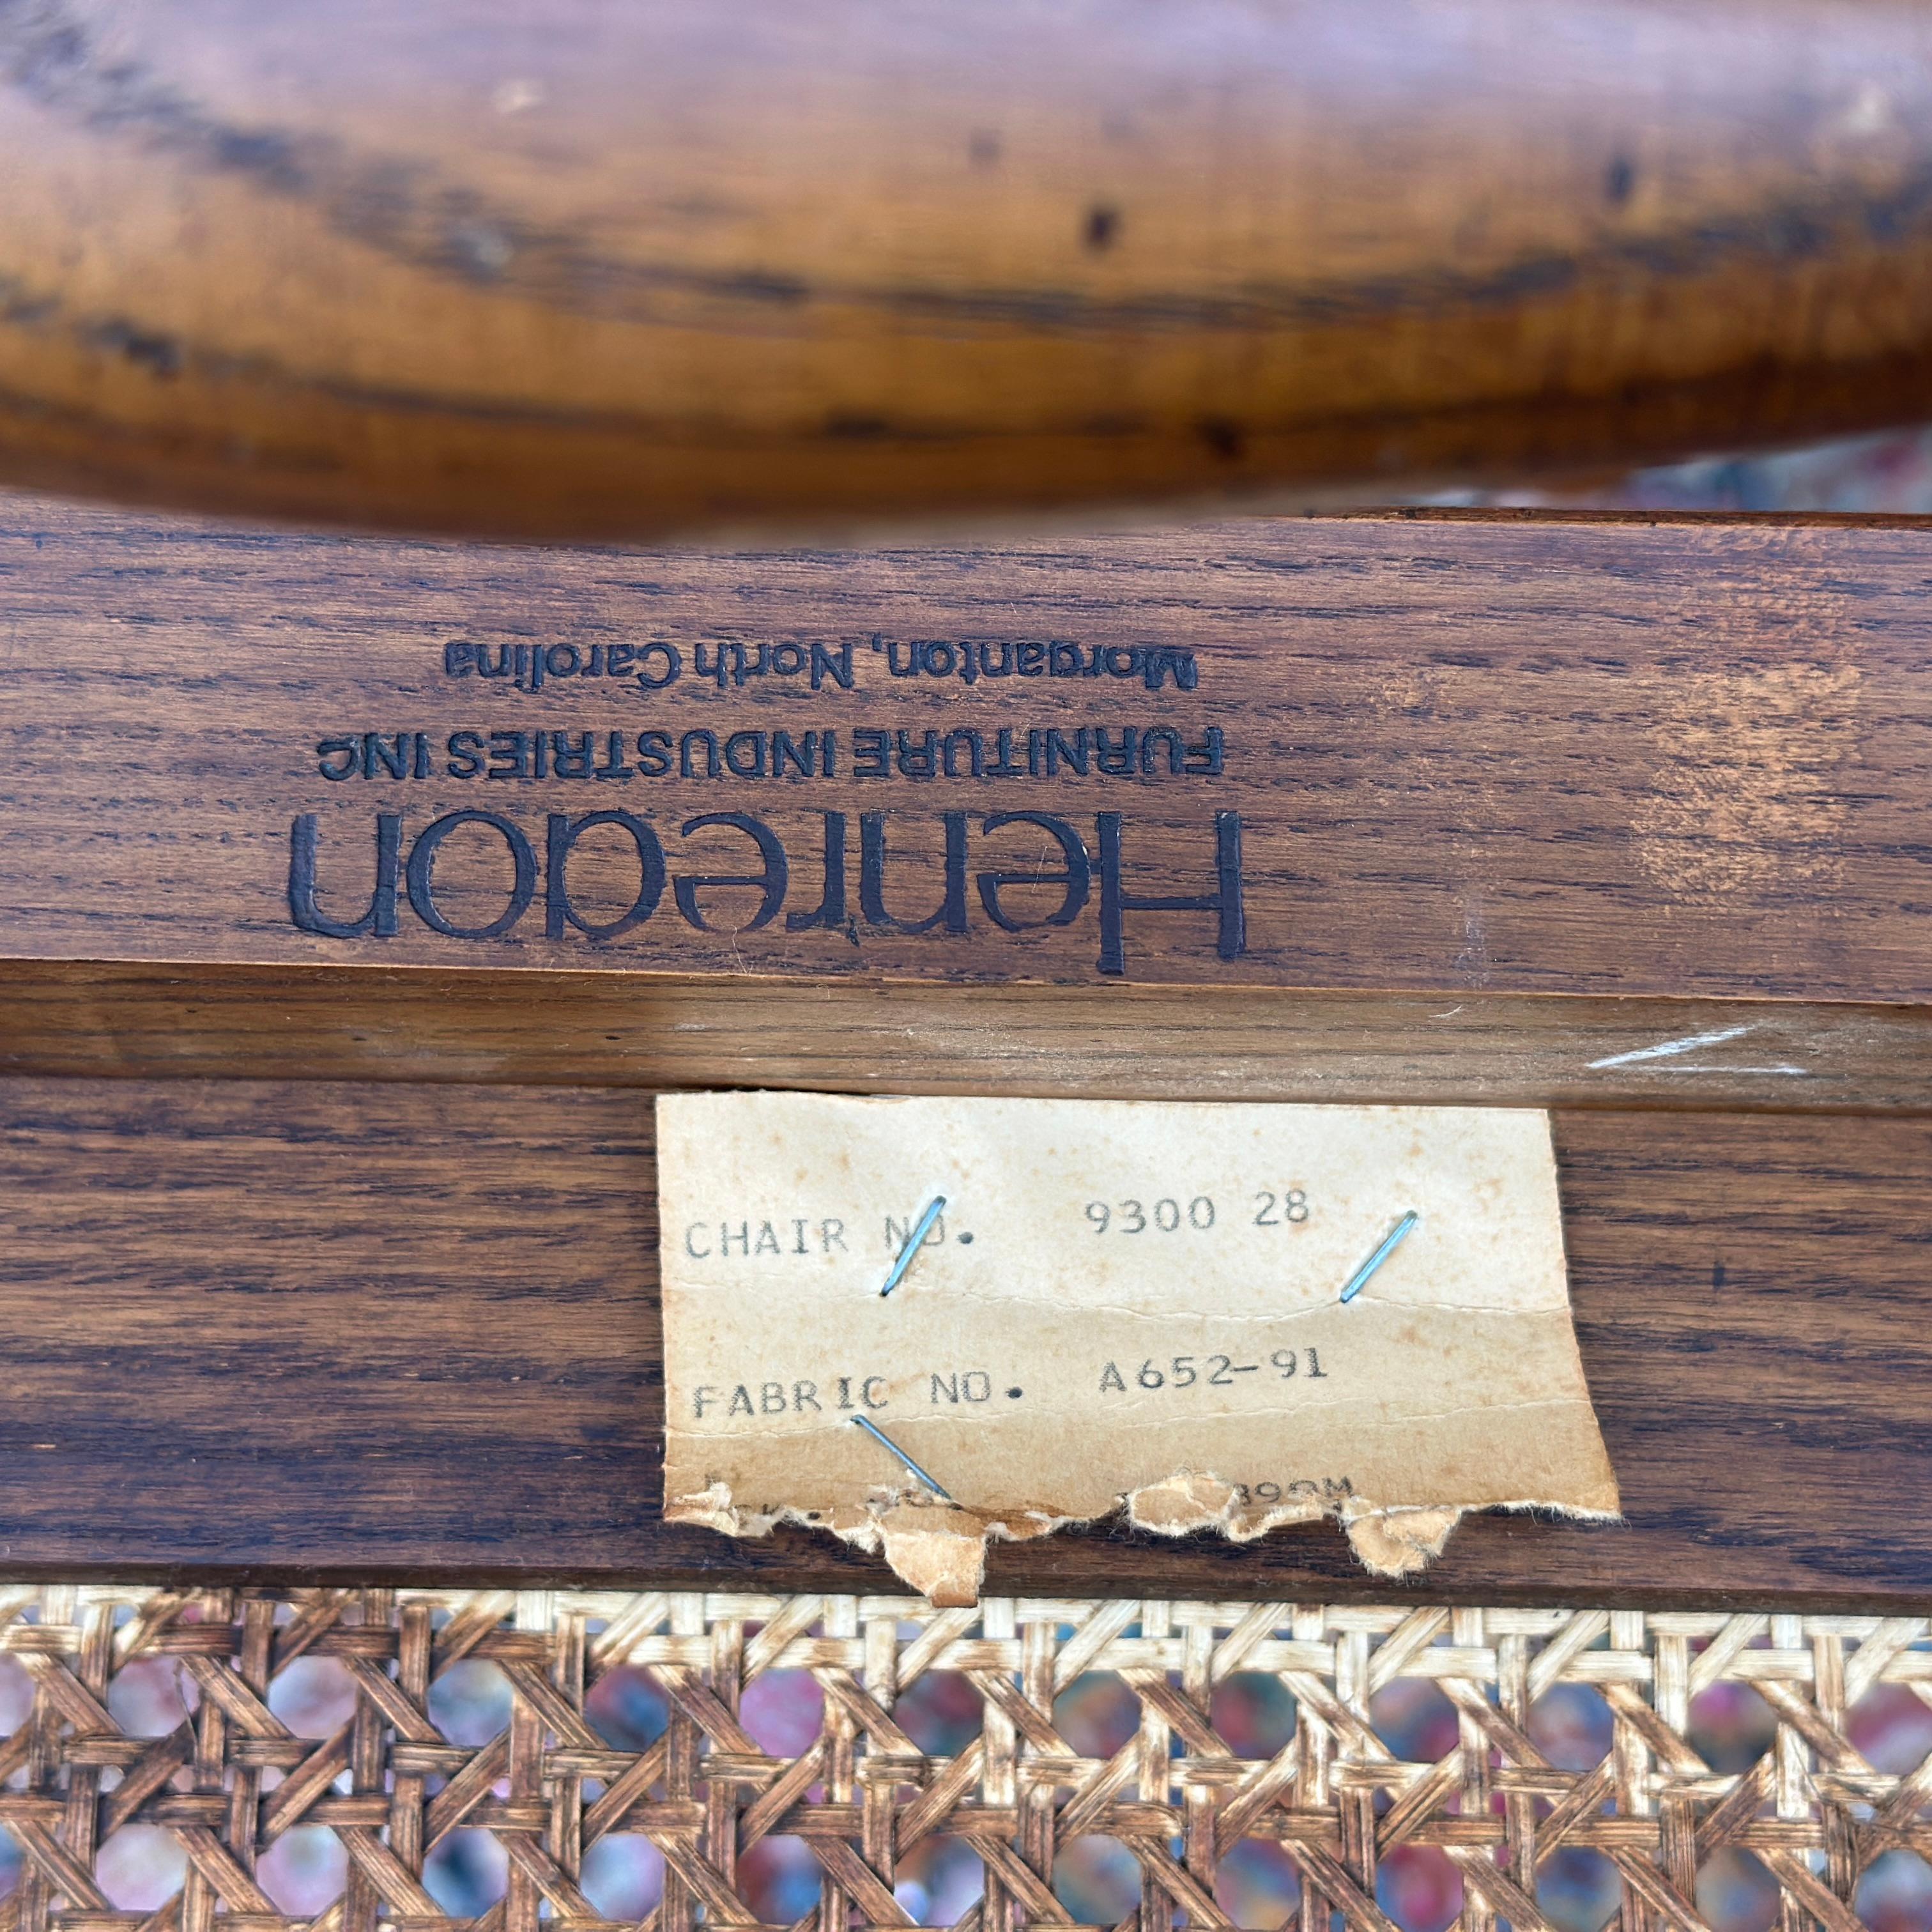 Henredon
FURNITURE INDUSTRIES INC
Morganton, North Carolina
CHAIR NO. 9300 28
FABRIC NO. A652-91